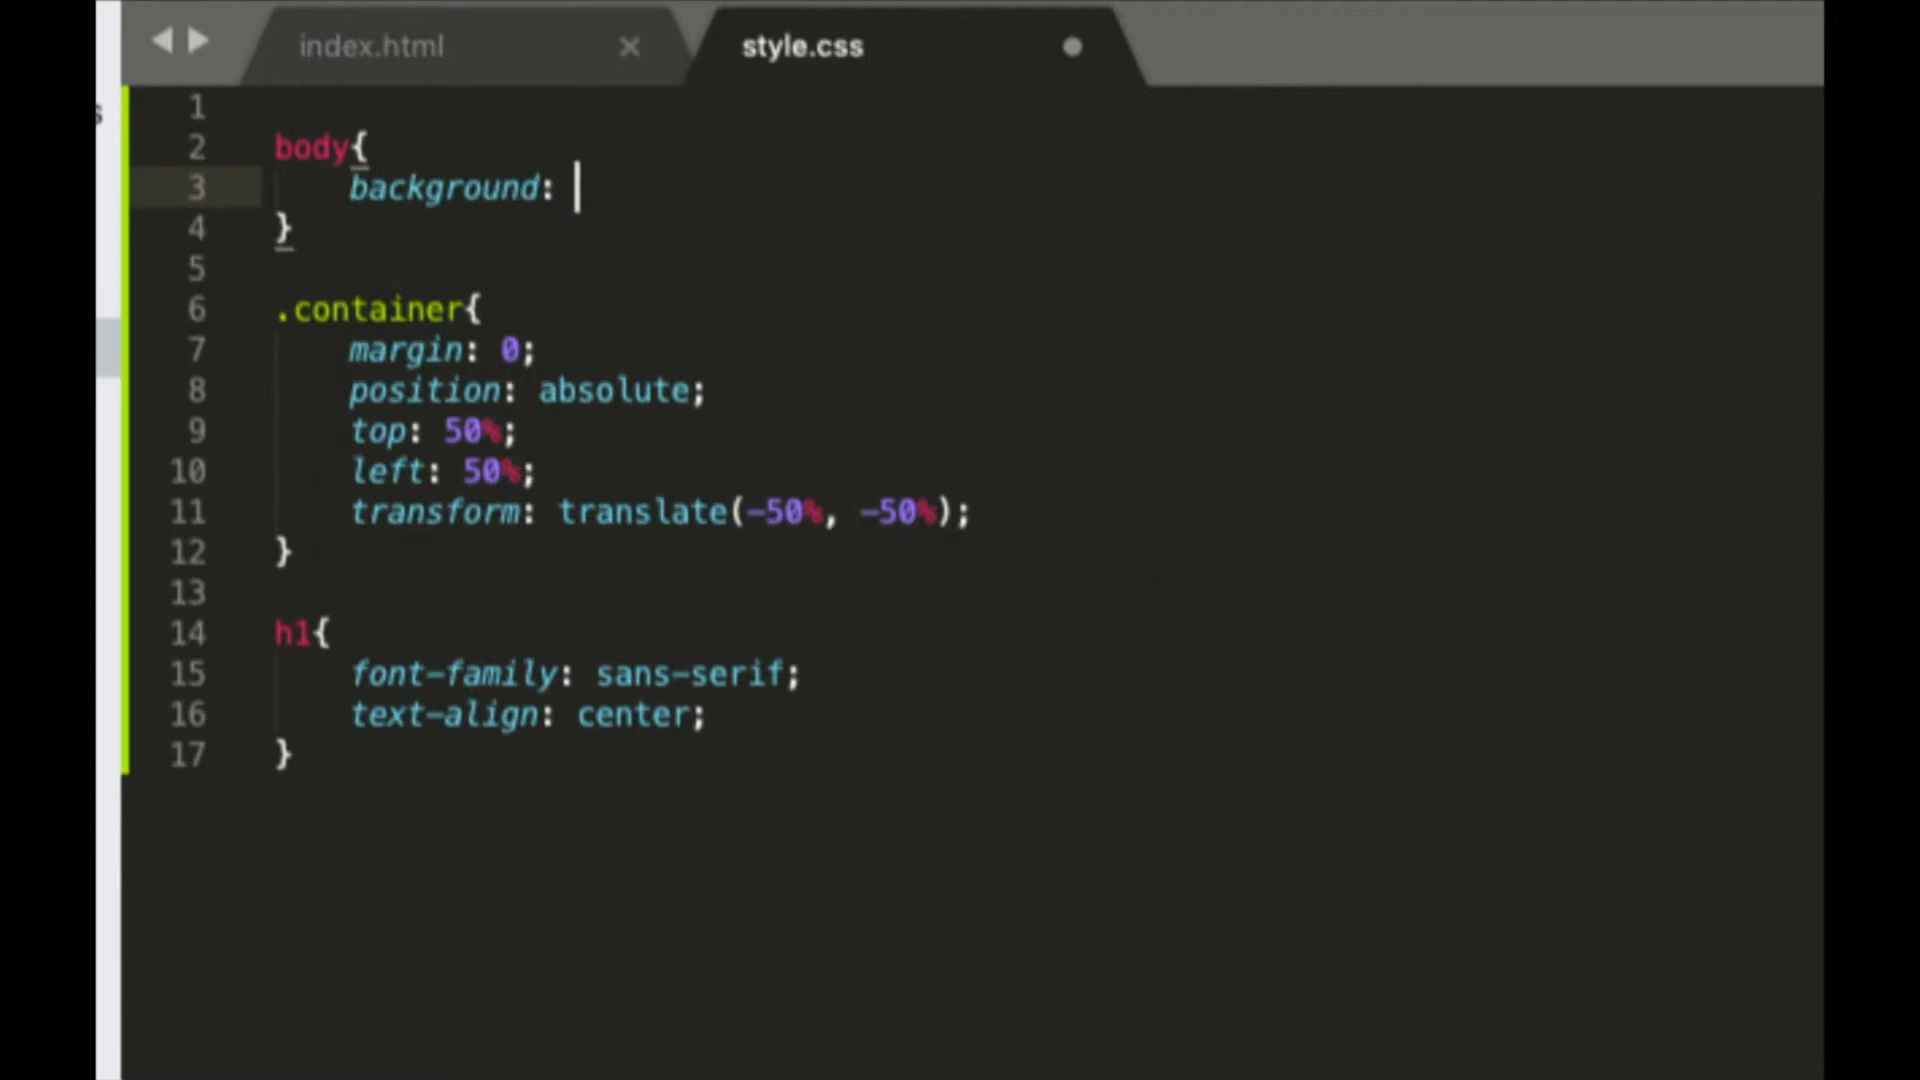 index.html × style.css
s
1
2 body{
3 background:
4 }
5
6 .container{
7 margin: 0;
8 position: absolute;
9 top: 50%;
10 left: 50%;
11 transform: translate(-50%, -50%);
12 }
13
14 h1{
15 font-family: sans-serif;
16 text-align: center;
17 }